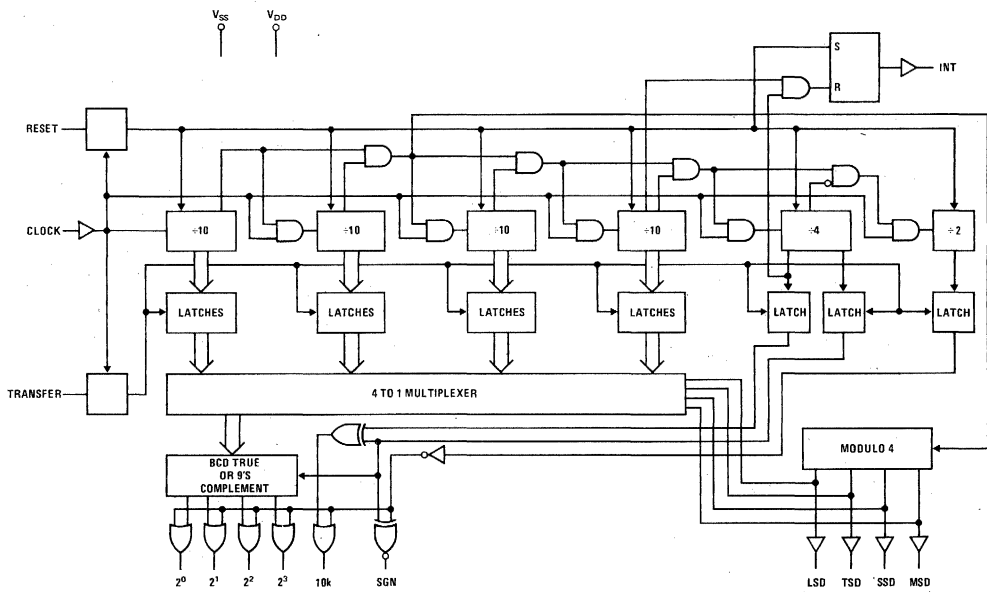 VSS VDD
S
INT
R
RESET
CLOCK
÷10 ÷10 ÷10 ÷10 ÷4 ÷2
LATCHES LATCHES LATCHES LATCHES LATCH LATCH LATCH
TRANSFER
4 TO 1 MULTIPLEXER
MODULO 4
BCD TRUE
OR 9'S
COMPLEMENT
2⁰ 2¹ 2² 2³ 10k SGN
LSD TSD SSD MSD